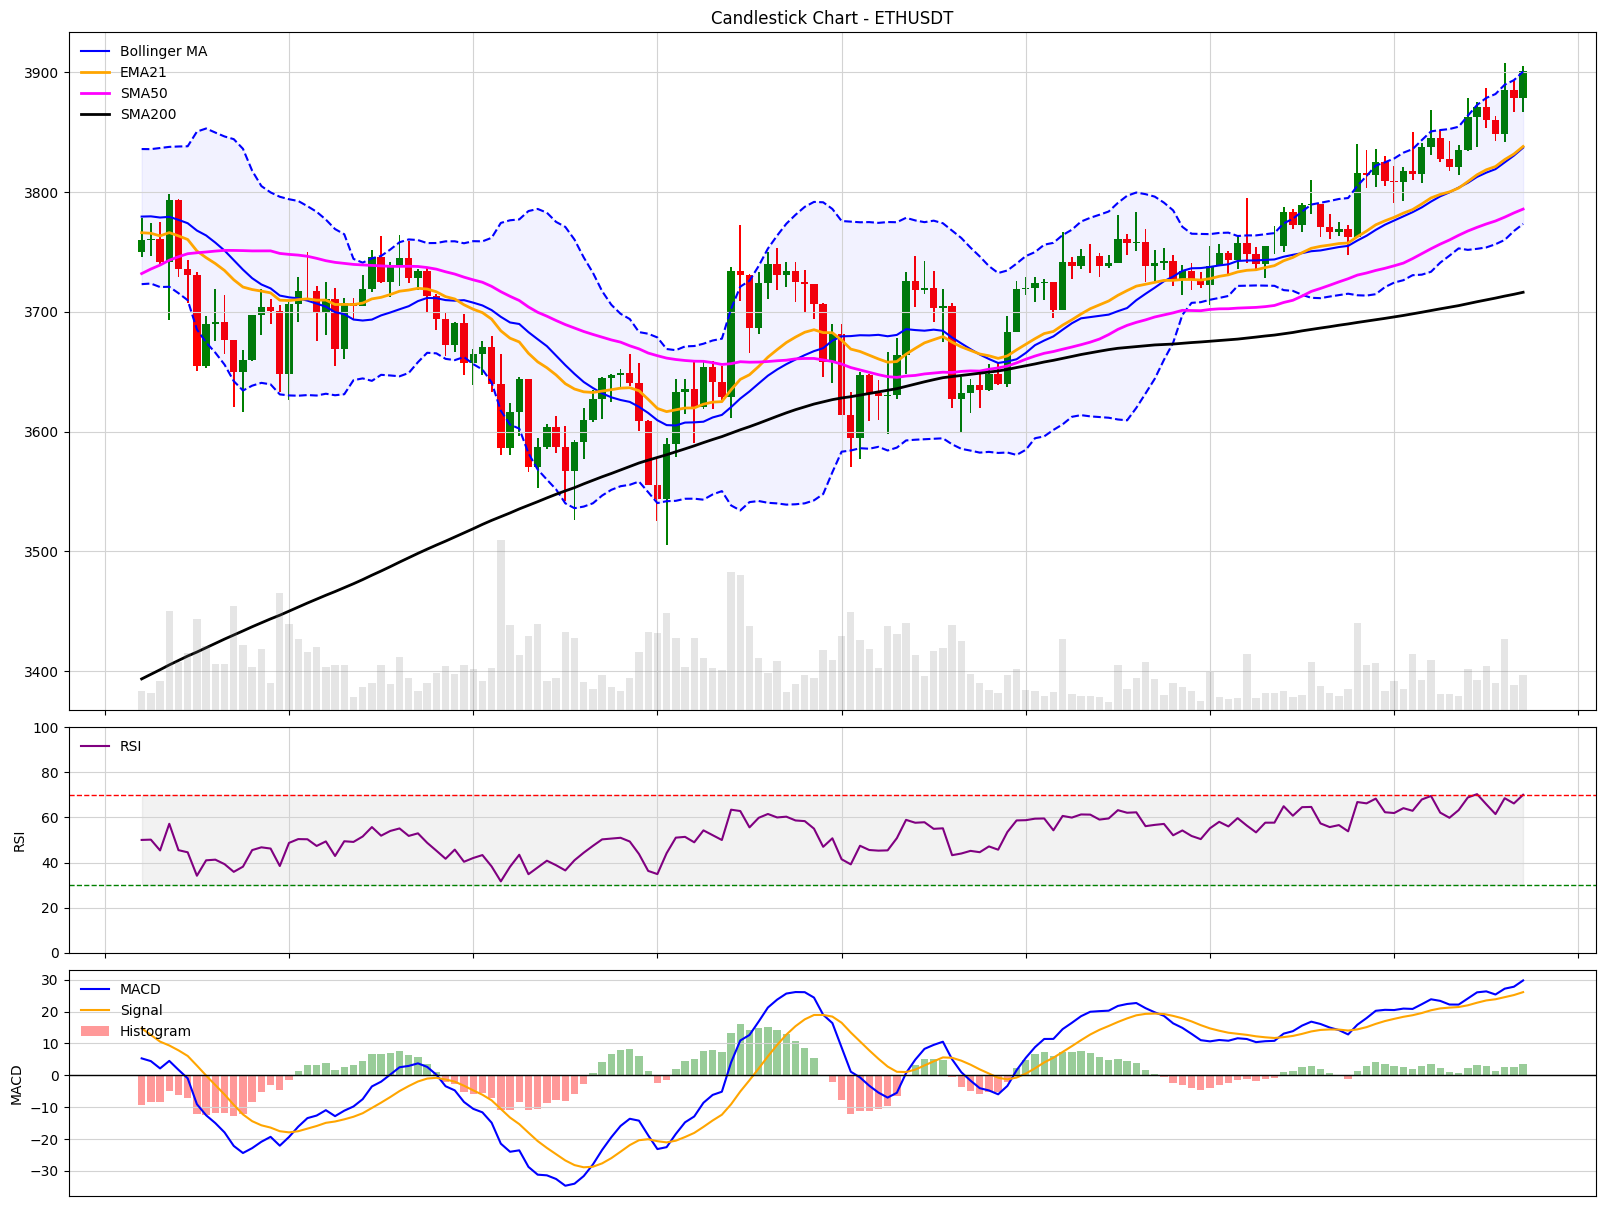 Candlestick Chart - ETHUSDT
Bollinger MA
EMA21
SMA50
SMA200
3900
3800
3700
3600
3500
3400
RSI
100
80
60
40
20
0
RSI
MACD
Signal
Histogram
30
20
10
0
−10
−20
−30
MACD